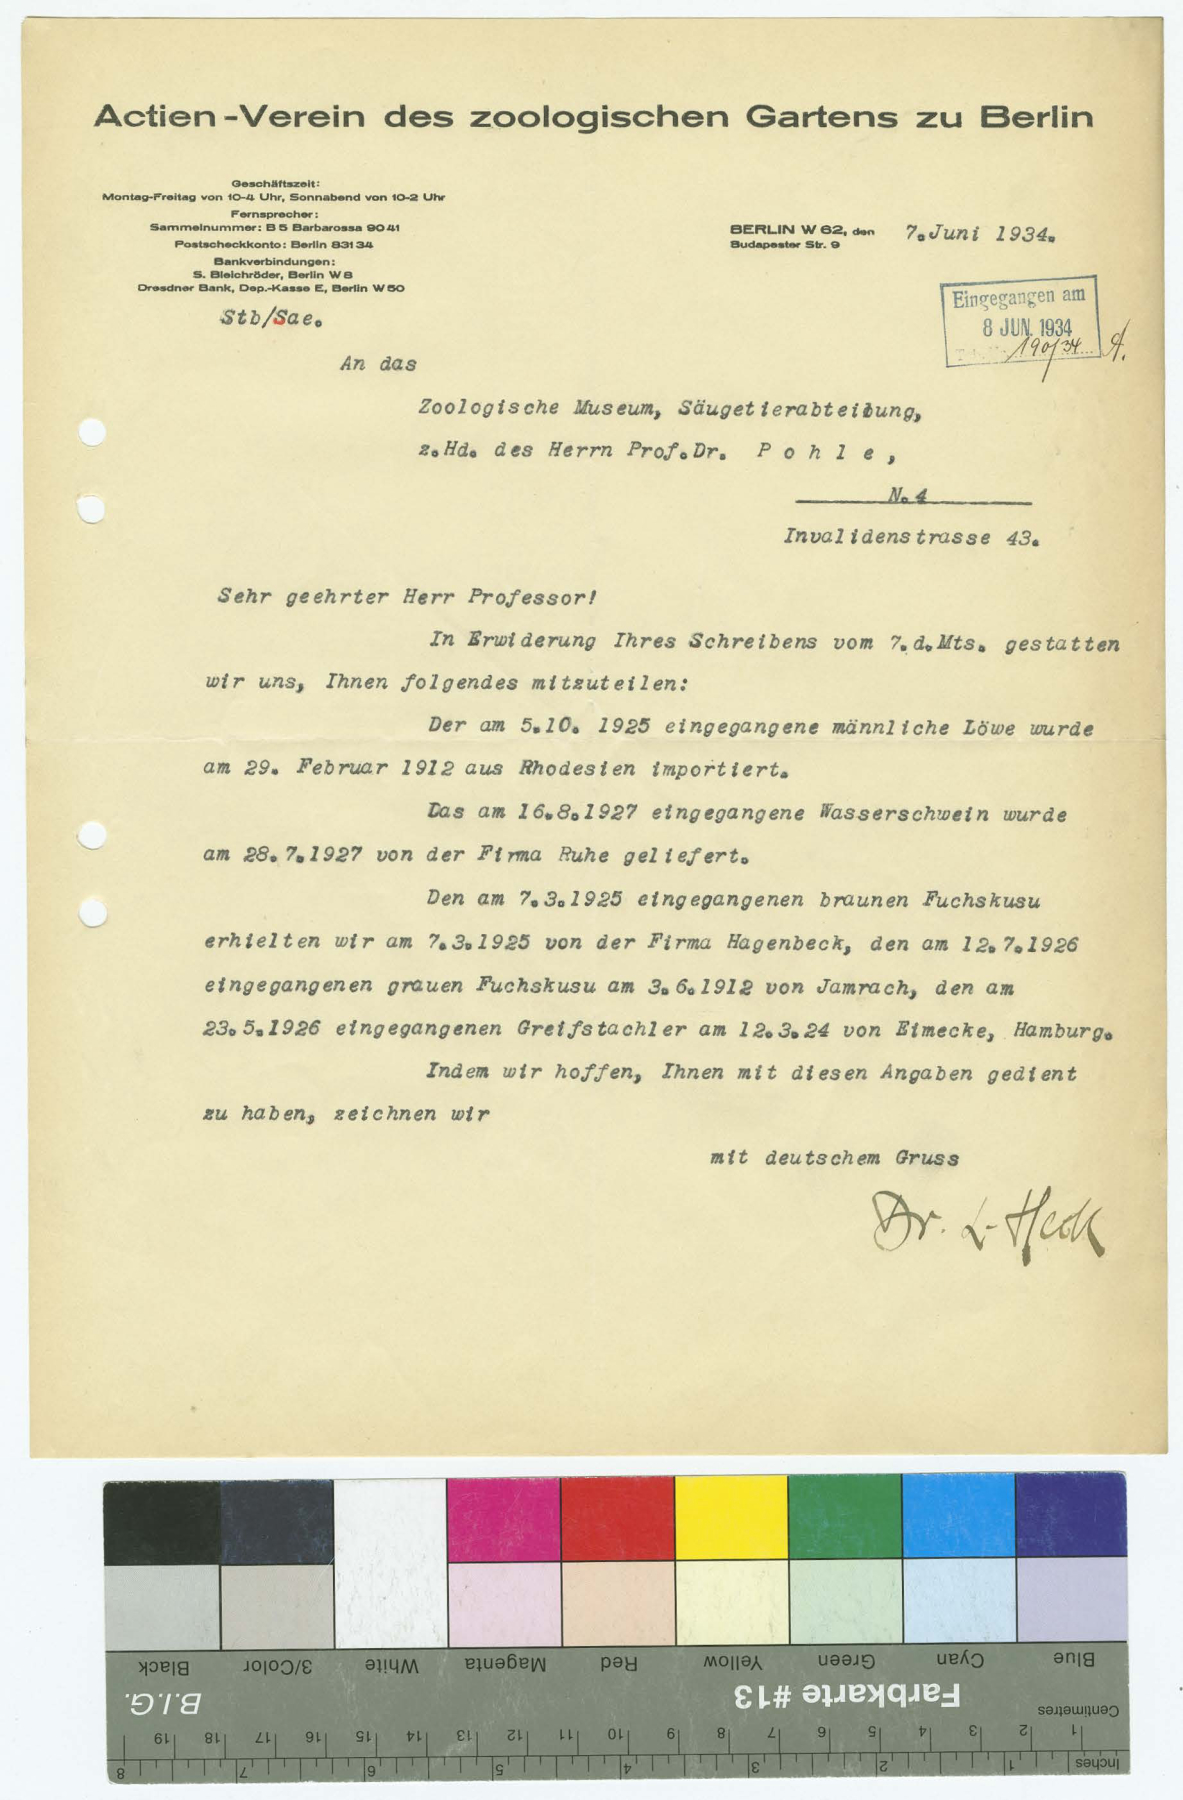 Actien-Verein des zoologischen Gartens zu Berlin
Geschäftszeit:
Montag-Freitag von 10-4 Uhr, Sonnabend von 10-2 Uhr
Fernsprecher:
Sammelnummer: B 5 Barbarossa 9041
Postscheckkonto: Berlin 83134
Bankverbindungen:
S. Bleichröder, Berlin W 8
Dresdner Bank, Dep.-Kasse E, Berlin W 50
BERLIN W 62, den 7.Juni 1934.
Budapester Str. 9
Eingegangen am
8 JUN. 1934
190/34 A.
Stb/Sae.
An das
Zoologische Museum, Säugetierabteilung,
z.Hd. des Herrn Prof.Dr. P o h l e ,
N.4
Invalidenstrasse 43.
Sehr geehrter Herr Professor!
In Erwiderung Ihres Schreibens vom 7.d.Mts. gestatten
wir uns, Ihnen folgendes mitzuteilen:
Der am 5.10. 1925 eingegangene männliche Löwe wurde
am 29. Februar 1912 aus Rhodesien importiert.
Das am 16.8.1927 eingegangene Wasserschwein wurde
am 28.7.1927 von der Firma Ruhe geliefert.
Den am 7.3.1925 eingegangenen braunen Fuchskusu
erhielten wir am 7.3.1925 von der Firma Hagenbeck, den am 12.7.1926
eingegangenen grauen Fuchskusu am 3.6.1912 von Jamrach, den am
23.5.1926 eingegangenen Greifstachler am 12.3.24 von Eimecke, Hamburg.
Indem wir hoffen, Ihnen mit diesen Angaben gedient
zu haben, zeichnen wir
mit deutschem Gruss
Dr. L. Heck
Black 3/Color White Magenta Red Yellow Green Cyan Blue
B.I.G. Farbkarte #13
Centimetres
1 2 3 4 5 6 7 8 9 10 11 12 13 14 15 16 17 18 19
Inches 1 2 3 4 5 6 7 8